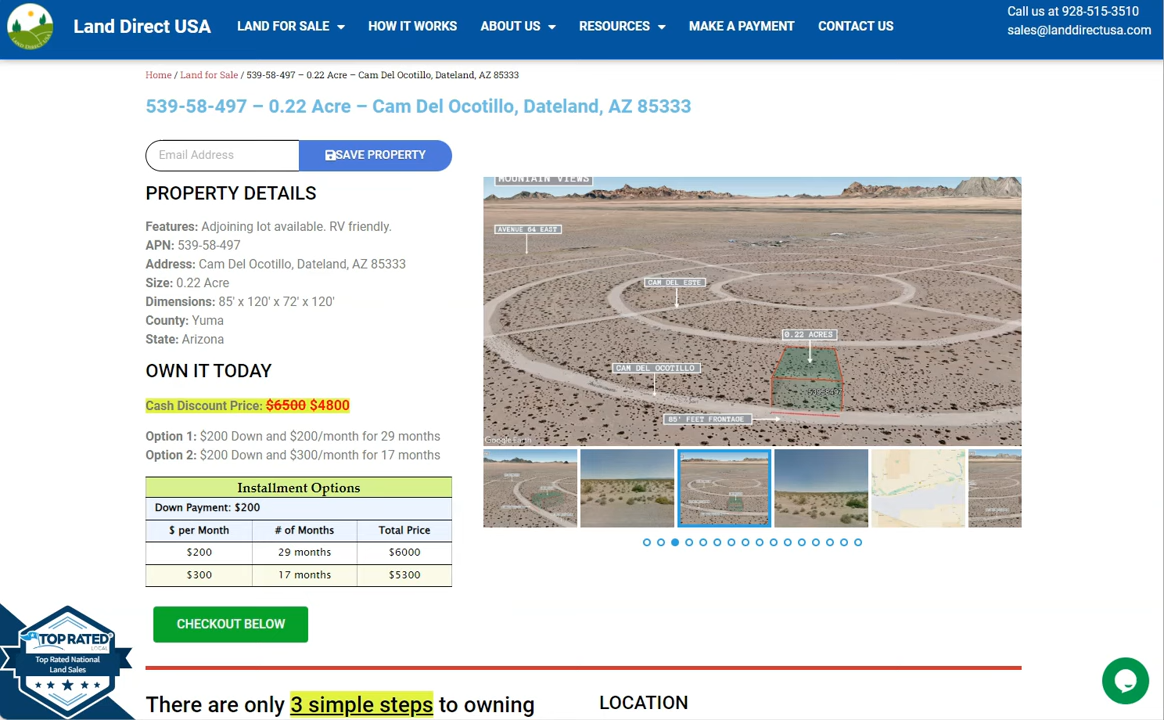 Land Direct USA
LAND FOR SALE
HOW IT WORKS
ABOUT US
RESOURCES
MAKE A PAYMENT
CONTACT US
Call us at 928-515-3510
sales@landdirectusa.com
Home / Land for Sale / 539-58-497 – 0.22 Acre – Cam Del Ocotillo, Dateland, AZ 85333
539-58-497 – 0.22 Acre – Cam Del Ocotillo, Dateland, AZ 85333
Email Address
SAVE PROPERTY
PROPERTY DETAILS
Features: Adjoining lot available. RV friendly.
APN: 539-58-497
Address: Cam Del Ocotillo, Dateland, AZ 85333
Size: 0.22 Acre
Dimensions: 85' x 120' x 72' x 120'
County: Yuma
State: Arizona
OWN IT TODAY
Cash Discount Price: $6500 $4800
Option 1: $200 Down and $200/month for 29 months
Option 2: $200 Down and $300/month for 17 months
Installment Options
Down Payment: $200
$ per Month # of Months Total Price
$200 29 months $6000
$300 17 months $5300
CHECKOUT BELOW
MOUNTAIN VIEWS
AVENUE 64 EAST
CAM DEL ESTE
0.22 ACRES
CAM DEL OCOTILLO
85' FEET FRONTAGE
Google Earth
TOP RATED
LOCAL
Top Rated National
Land Sales
There are only 3 simple steps to owning
LOCATION